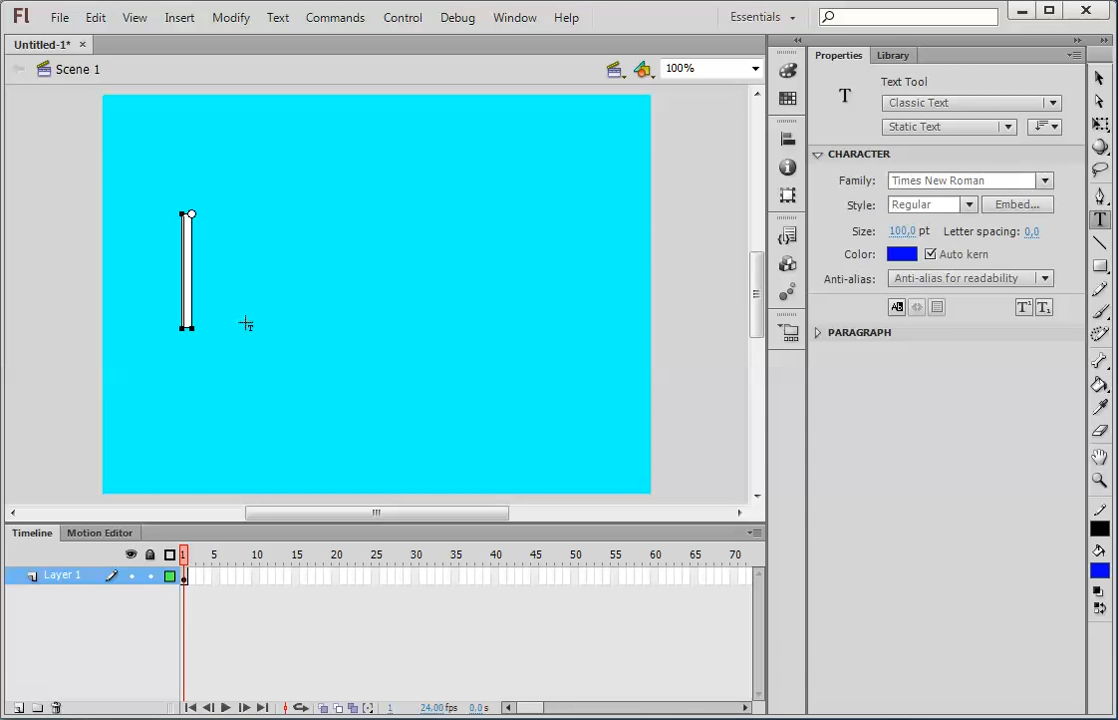 Fl File Edit View Insert Modify Text Commands Control Debug Window Help Essentials
Untitled-1* ×
Scene 1 100%
Properties Library
T Text Tool
Classic Text
Static Text
CHARACTER
Family: Times New Roman
Style: Regular Embed...
Size: 100,0 pt Letter spacing: 0,0
Color: Auto kern
Anti-alias: Anti-alias for readability
T¹ T₁
PARAGRAPH
Timeline Motion Editor
1 5 10 15 20 25 30 35 40 45 50 55 60 65 70
Layer 1
1 24.00 fps 0.0 s